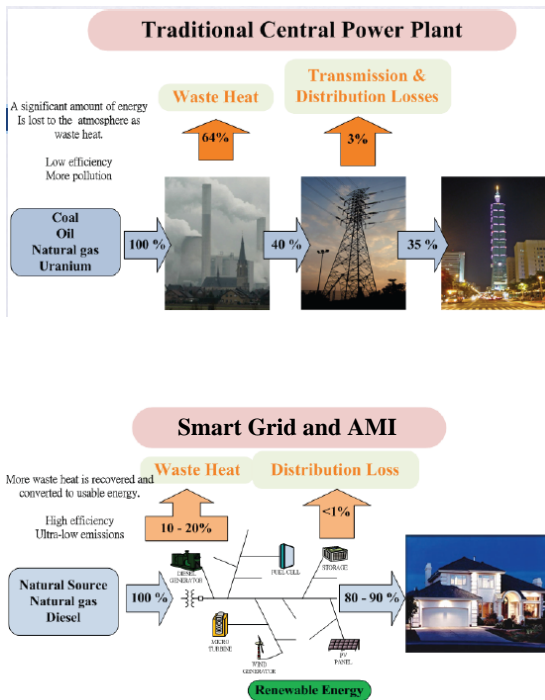 Traditional Central Power Plant
Waste Heat
Transmission &
Distribution Losses
A significant amount of energy
Is lost to the atmosphere as
waste heat.
64%
3%
Low efficiency
More pollution
Coal
Oil
Natural gas
Uranium
100 %
40 %
35 %
Smart Grid and AMI
Waste Heat
Distribution Loss
More waste heat is recovered and
converted to usable energy.
10 - 20%
<1%
High efficiency
Ultra-low emissions
DIESEL
GENERATOR
FUEL CELL
STORAGE
Natural Source
Natural gas
Diesel
100 %
80 - 90 %
MICRO
TURBINE
WIND
GENERATOR
PV
PANEL
Renewable Energy